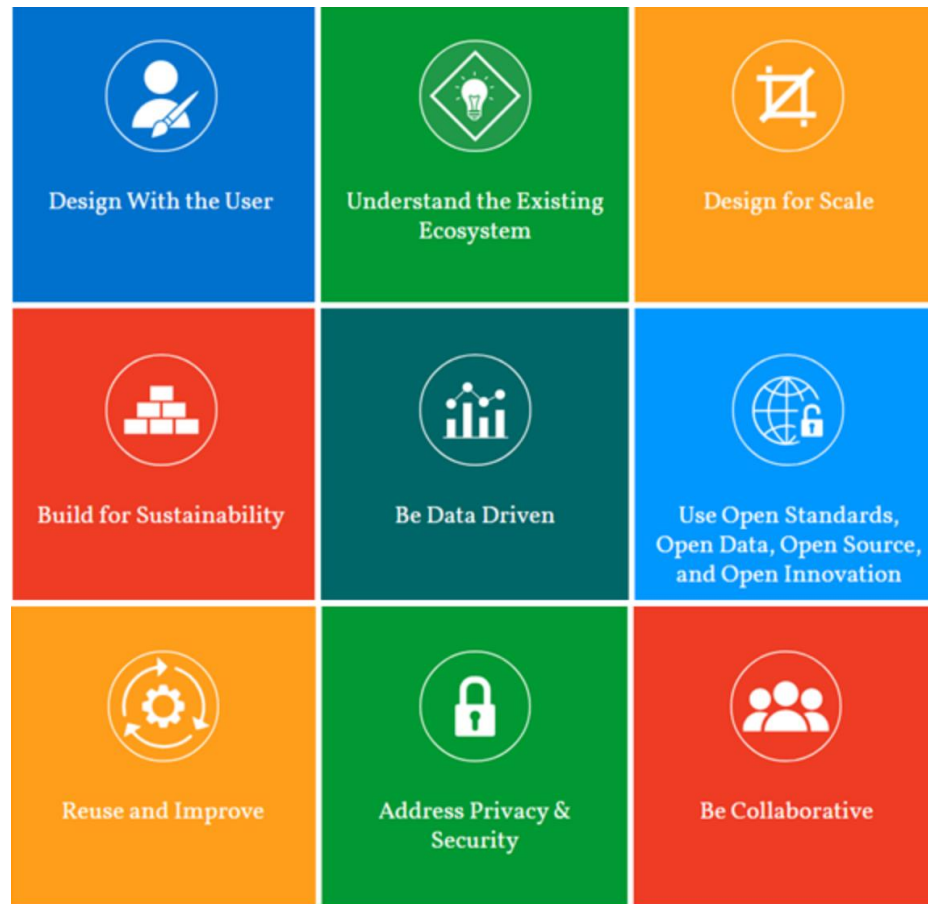 Design With the User
Understand the Existing
Ecosystem
Design for Scale
Build for Sustainability
Be Data Driven
Use Open Standards,
Open Data, Open Source,
and Open Innovation
Reuse and Improve
Address Privacy &
Security
Be Collaborative